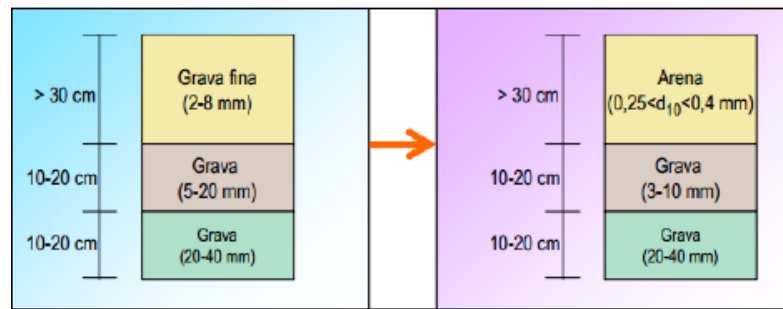 > 30 cm
Grava fina
(2-8 mm)
10-20 cm
Grava
(5-20 mm)
10-20 cm
Grava
(20-40 mm)
> 30 cm
Arena
(0,25<d10<0,4 mm)
10-20 cm
Grava
(3-10 mm)
10-20 cm
Grava
(20-40 mm)